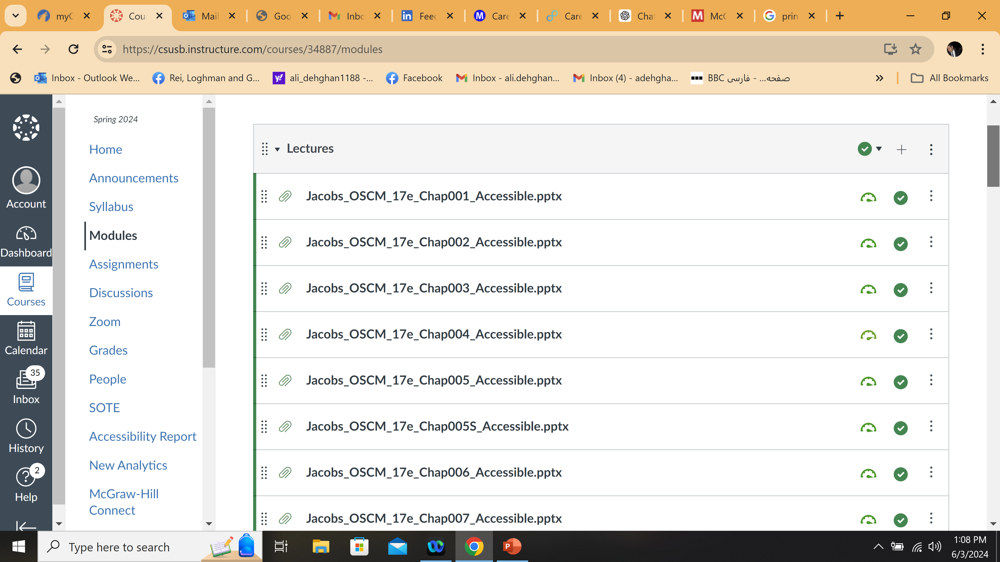 myC
Cou
Mail
Goo
Inbc
Feec
Care
Care
Cha
McC
prin
https://csusb.instructure.com/courses/34887/modules
Inbox - Outlook We...
Rei, Loghman and G...
ali_dehghan1188 -...
Facebook
Inbox - ali.dehghan...
Inbox (4) - adehgha...
صفحه... - BBC فارسی
All Bookmarks
Account
Dashboard
Courses
Calendar
35
Inbox
History
2
Help
Spring 2024
Home
Announcements
Syllabus
Modules
Assignments
Discussions
Zoom
Grades
People
SOTE
Accessibility Report
New Analytics
McGraw-Hill
Connect
Lectures
Jacobs_OSCM_17e_Chap001_Accessible.pptx
Jacobs_OSCM_17e_Chap002_Accessible.pptx
Jacobs_OSCM_17e_Chap003_Accessible.pptx
Jacobs_OSCM_17e_Chap004_Accessible.pptx
Jacobs_OSCM_17e_Chap005_Accessible.pptx
Jacobs_OSCM_17e_Chap005S_Accessible.pptx
Jacobs_OSCM_17e_Chap006_Accessible.pptx
Jacobs_OSCM_17e_Chap007_Accessible.pptx
Type here to search
1:08 PM
6/3/2024